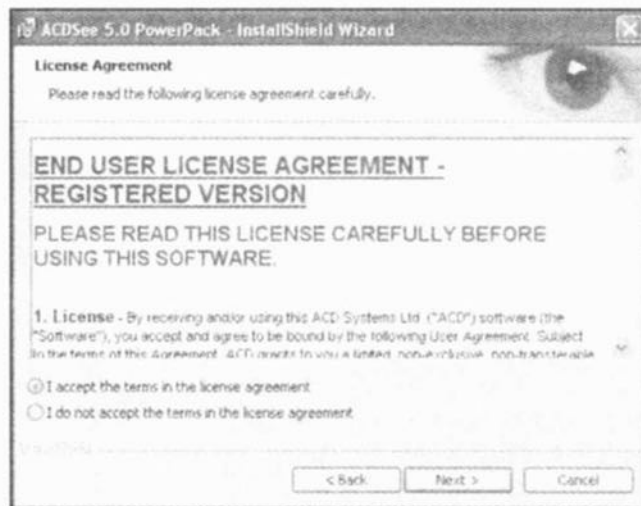 ACDSee 5.0 PowerPack - InstallShield Wizard
License Agreement
Please read the following license agreement carefully.
END USER LICENSE AGREEMENT -
REGISTERED VERSION
PLEASE READ THIS LICENSE CAREFULLY BEFORE
USING THIS SOFTWARE.
1. License - By receiving and/or using this ACD Systems Ltd. ("ACD") software (the
"Software"), you accept and agree to be bound by the following User Agreement. Subject
to the terms of this Agreement, ACD grants to you a limited, non-exclusive, non-transferable
I accept the terms in the license agreement
I do not accept the terms in the license agreement
< Back Next > Cancel